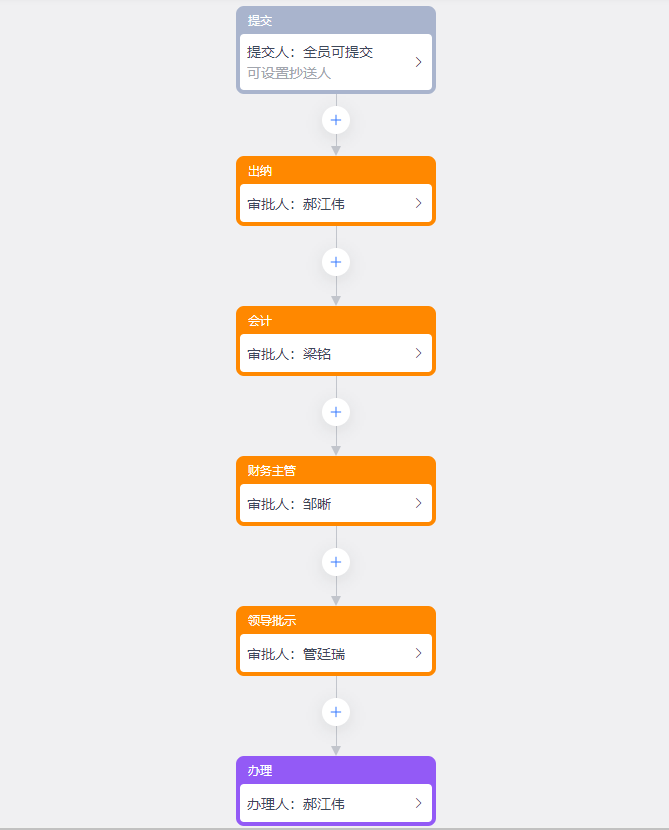 提交
提交人：全员可提交
可设置抄送人
出纳
审批人：郝江伟
会计
审批人：梁铭
财务主管
审批人：邹晰
领导批示
审批人：管廷瑞
办理
办理人：郝江伟